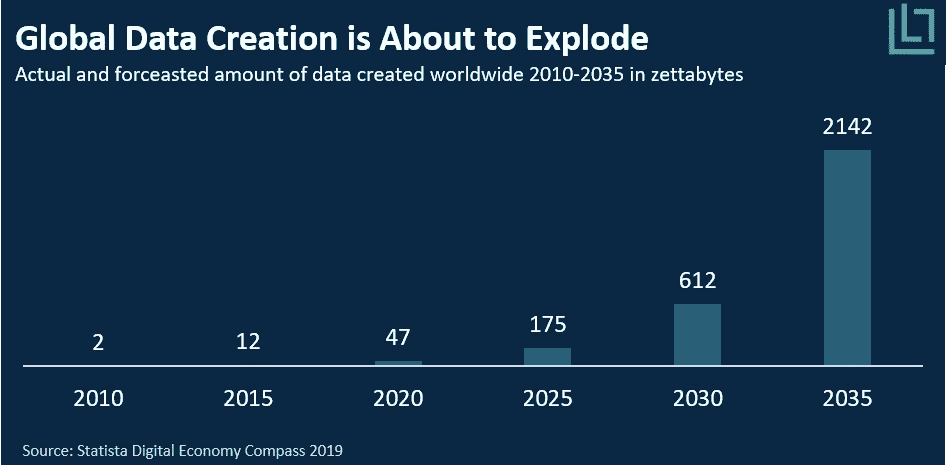 Global Data Creation is About to Explode
Actual and forceasted amount of data created worldwide 2010-2035 in zettabytes
2142
612
175
47
12
2
2010 2015 2020 2025 2030 2035
Source: Statista Digital Economy Compass 2019